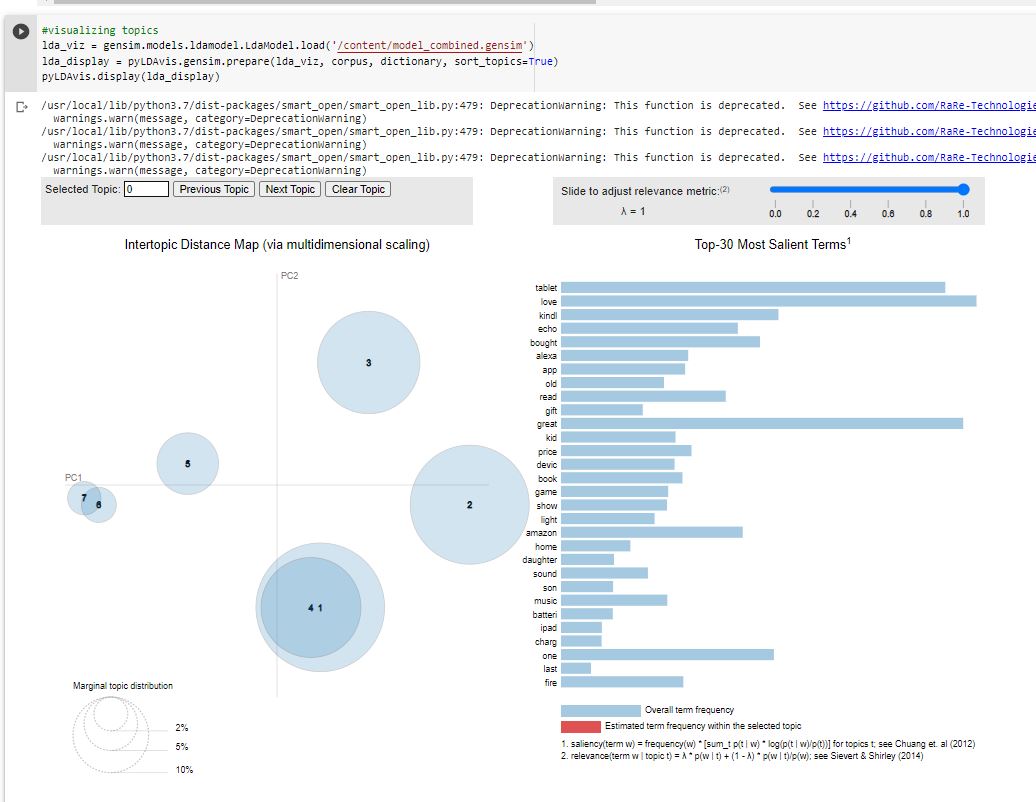 #visualizing topics
lda_viz = gensim.models.ldamodel.LdaModel.load('/content/model_combined.gensim')
lda_display = pyLDAvis.gensim.prepare(lda_viz, corpus, dictionary, sort_topics=True)
pyLDAvis.display(lda_display)
/usr/local/lib/python3.7/dist-packages/smart_open/smart_open_lib.py:479: DeprecationWarning: This function is deprecated.  See https://github.com/RaRe-Technologie
warnings.warn(message, category=DeprecationWarning)
/usr/local/lib/python3.7/dist-packages/smart_open/smart_open_lib.py:479: DeprecationWarning: This function is deprecated.  See https://github.com/RaRe-Technologie
warnings.warn(message, category=DeprecationWarning)
/usr/local/lib/python3.7/dist-packages/smart_open/smart_open_lib.py:479: DeprecationWarning: This function is deprecated.  See https://github.com/RaRe-Technologie
warnings.warn(message, category=DeprecationWarning)
Selected Topic: 0 Previous Topic Next Topic Clear Topic
Slide to adjust relevance metric:(2)
λ = 1
0.0 0.2 0.4 0.6 0.8 1.0
Intertopic Distance Map (via multidimensional scaling)
PC2
3
5
PC1
7
6
2
4 1
Marginal topic distribution
2%
5%
10%
Top-30 Most Salient Terms1
tablet
love
kindl
echo
bought
alexa
app
old
read
gift
great
kid
price
devic
book
game
show
light
amazon
home
daughter
sound
son
music
batteri
ipad
charg
one
last
fire
Overall term frequency
Estimated term frequency within the selected topic
1. saliency(term w) = frequency(w) * [sum_t p(t | w) * log(p(t | w)/p(t))] for topics t; see Chuang et. al (2012)
2. relevance(term w | topic t) = λ * p(w | t) + (1 - λ) * p(w | t)/p(w); see Sievert & Shirley (2014)